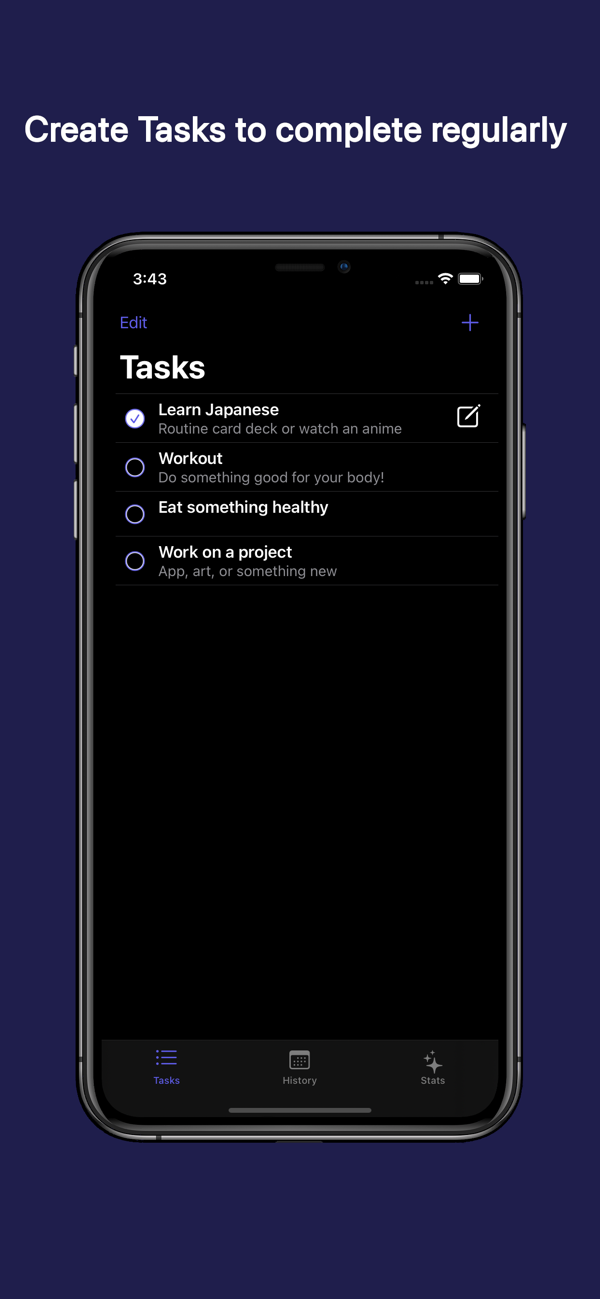 Create Tasks to complete regularly
3:43
Edit
Tasks
Learn Japanese
Routine card deck or watch an anime
Workout
Do something good for your body!
Eat something healthy
Work on a project
App, art, or something new
Tasks
History
Stats